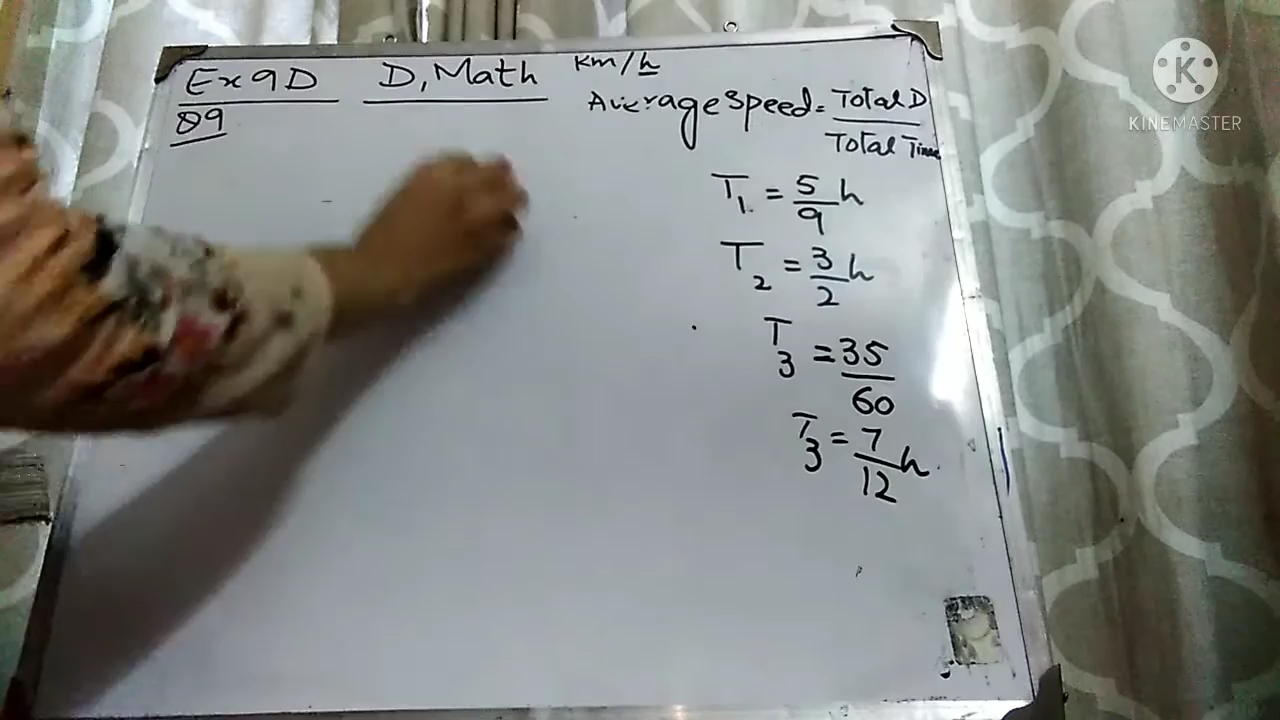 Ex 9D D, Math Km/h
Q9
Average Speed = Total D / Total Time
T1 = 5/9 h
T2 = 3/2 h
T3 = 35/60
T3 = 7/12 h
K
KINEMASTER